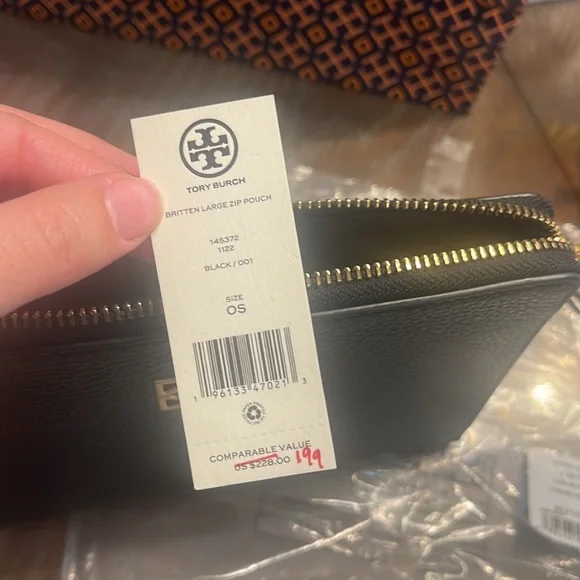 TORY BURCH
BRITTEN LARGE ZIP POUCH
145372
1122
BLACK / 001
SIZE
OS
1 96133 47021 3
COMPARABLE VALUE
US $228.00 199